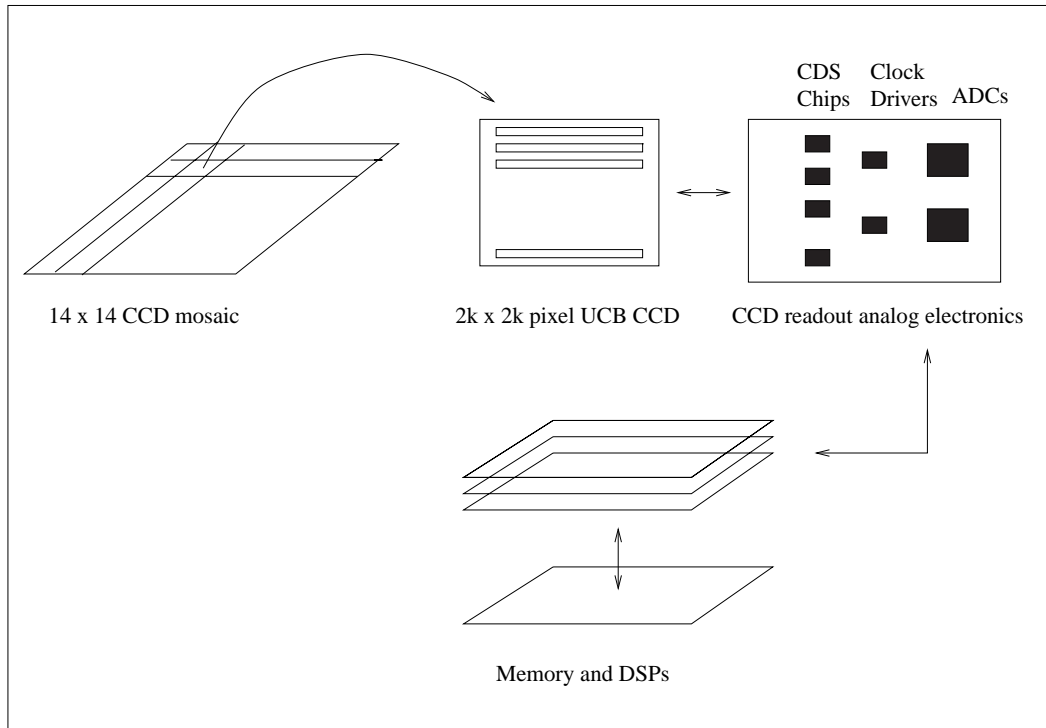 CDS
Chips
Clock
Drivers
ADCs
14 x 14 CCD mosaic
2k x 2k pixel UCB CCD
CCD readout analog electronics
Memory and DSPs